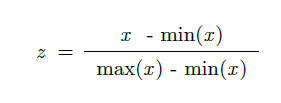 z = x - min(x) / max(x) - min(x)